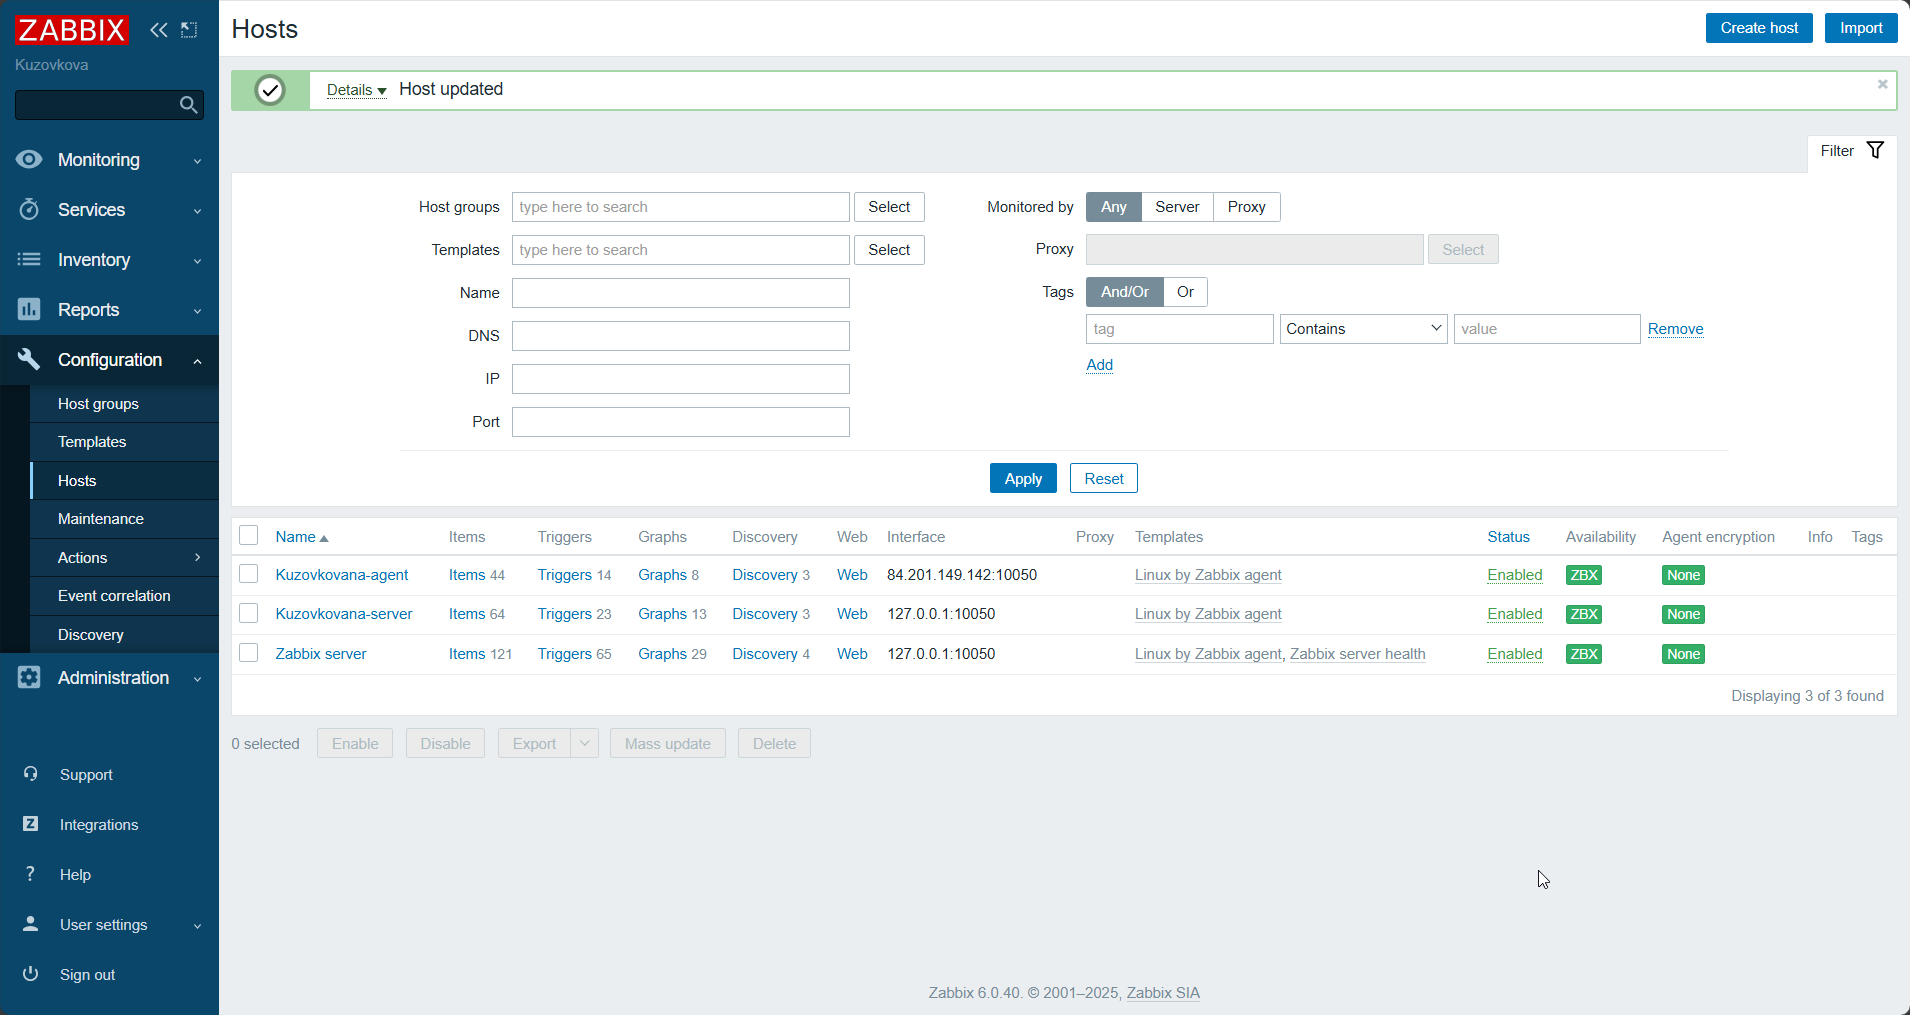 ZABBIX
Kuzovkova
Monitoring
Services
Inventory
Reports
Configuration
Host groups
Templates
Hosts
Maintenance
Actions
Event correlation
Discovery
Administration
Support
Integrations
Help
User settings
Sign out
Hosts
Create host Import
Details Host updated
Filter
Host groups type here to search Select
Templates type here to search Select
Name
DNS
IP
Port
Monitored by Any Server Proxy
Proxy Select
Tags And/Or Or
tag Contains value Remove
Add
Apply Reset
Name Items Triggers Graphs Discovery Web Interface Proxy Templates Status Availability Agent encryption Info Tags
Kuzovkovana-agent Items 44 Triggers 14 Graphs 8 Discovery 3 Web 84.201.149.142:10050 Linux by Zabbix agent Enabled ZBX None
Kuzovkovana-server Items 64 Triggers 23 Graphs 13 Discovery 3 Web 127.0.0.1:10050 Linux by Zabbix agent Enabled ZBX None
Zabbix server Items 121 Triggers 65 Graphs 29 Discovery 4 Web 127.0.0.1:10050 Linux by Zabbix agent, Zabbix server health Enabled ZBX None
Displaying 3 of 3 found
0 selected Enable Disable Export Mass update Delete
Zabbix 6.0.40. © 2001–2025, Zabbix SIA